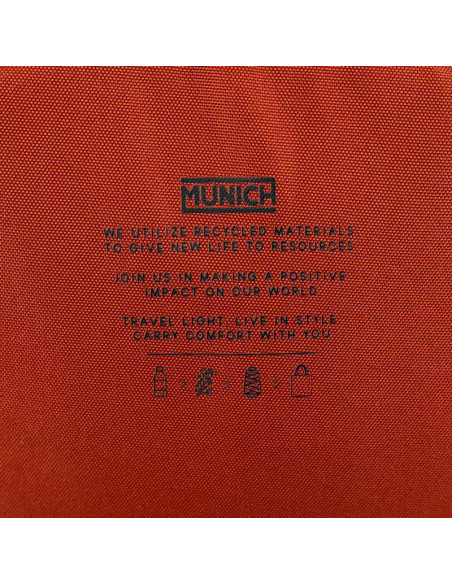 MUNICH
WE UTILIZE RECYCLED MATERIALS
TO GIVE NEW LIFE TO RESOURCES
JOIN US IN MAKING A POSITIVE
IMPACT ON OUR WORLD
TRAVEL LIGHT, LIVE IN STYLE
CARRY COMFORT WITH YOU